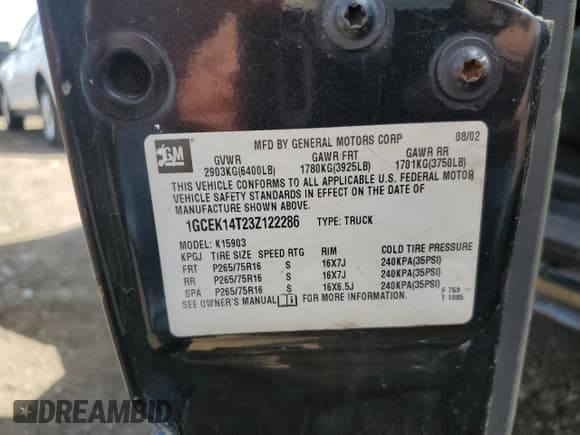 GM MFD BY GENERAL MOTORS CORP 08/02
GVWR GAWR FRT GAWR RR
2903KG(6400LB) 1780KG(3925LB) 1701KG(3750LB)
THIS VEHICLE CONFORMS TO ALL APPLICABLE U.S. FEDERAL MOTOR
VEHICLE SAFETY STANDARDS IN EFFECT ON THE DATE OF
MANUFACTURE SHOWN ABOVE.
1GCEK14T23Z122286 TYPE: TRUCK
MODEL: K15903
KPGJ TIRE SIZE SPEED RTG RIM COLD TIRE PRESSURE
FRT P265/75R16 S 16X7J 240KPA(35PSI)
RR P265/75R16 S 16X7J 240KPA(35PSI)
SPA P265/75R16 S 16X6.5J 240KPA(35PSI)
SEE OWNER'S MANUAL FOR MORE INFORMATION.
F 769
T 1085
DREAMBID